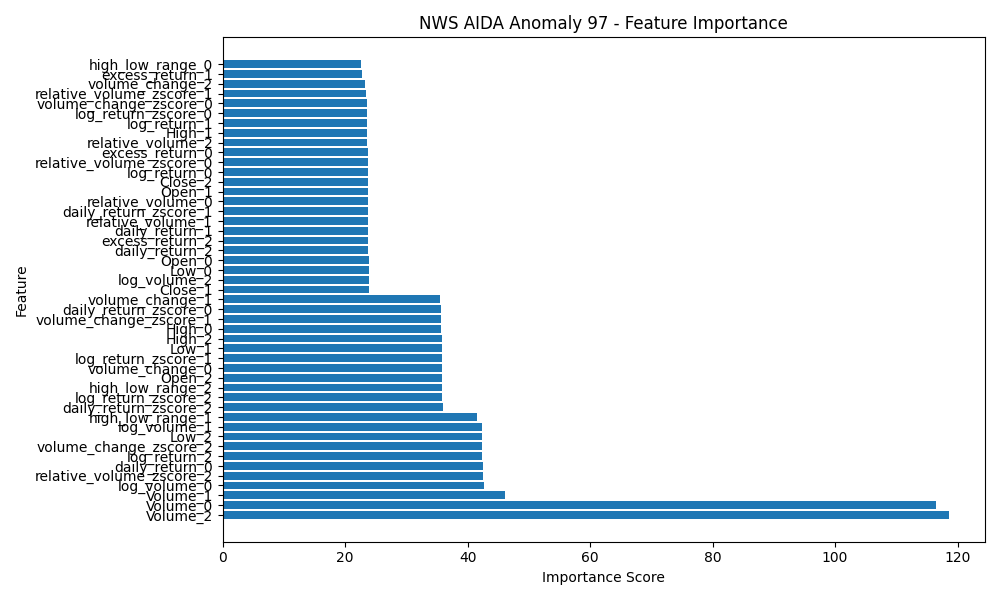 NWS AIDA Anomaly 97 - Feature Importance
high_low_range_0
excess_return_1
volume_change_2
relative_volume_zscore_1
volume_change_zscore_0
log_return_zscore_0
log_return_1
High_1
relative_volume_2
excess_return_0
relative_volume_zscore_0
log_return_0
Close_2
Open_1
relative_volume_0
daily_return_zscore_1
relative_volume_1
daily_return_1
excess_return_2
daily_return_2
Open_0
Low_0
log_volume_2
Close_1
volume_change_1
daily_return_zscore_0
volume_change_zscore_1
High_0
High_2
Low_1
log_return_zscore_1
volume_change_0
Open_2
high_low_range_2
log_return_zscore_2
daily_return_zscore_2
high_low_range_1
log_volume_1
Low_2
volume_change_zscore_2
log_return_2
daily_return_0
relative_volume_zscore_2
log_volume_0
Volume_1
Volume_0
Volume_2
Feature
0 20 40 60 80 100 120
Importance Score